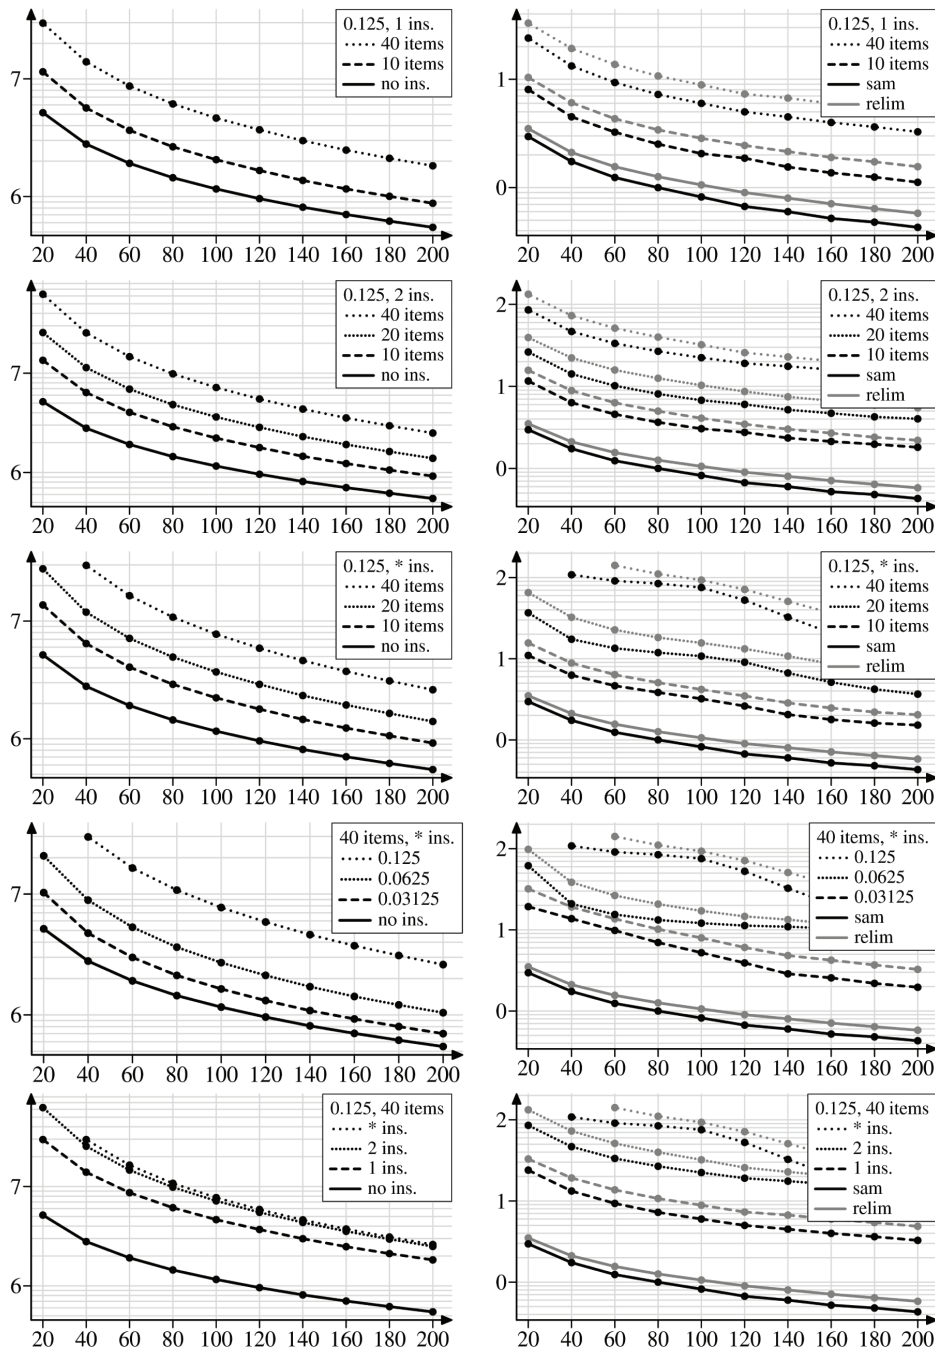 0.125, 1 ins.
40 items
10 items
no ins.
7
6
20 40 60 80 100 120 140 160 180 200
0.125, 1 ins.
40 items
10 items
sam
relim
1
0
20 40 60 80 100 120 140 160 180 200
0.125, 2 ins.
40 items
20 items
10 items
no ins.
7
6
20 40 60 80 100 120 140 160 180 200
0.125, 2 ins.
40 items
20 items
10 items
sam
relim
2
1
0
20 40 60 80 100 120 140 160 180 200
0.125, * ins.
40 items
20 items
10 items
no ins.
7
6
20 40 60 80 100 120 140 160 180 200
0.125, * ins.
40 items
20 items
10 items
sam
relim
2
1
0
20 40 60 80 100 120 140 160 180 200
40 items, * ins.
0.125
0.0625
0.03125
no ins.
7
6
20 40 60 80 100 120 140 160 180 200
40 items, * ins.
0.125
0.0625
0.03125
sam
relim
2
1
0
20 40 60 80 100 120 140 160 180 200
0.125, 40 items
* ins.
2 ins.
1 ins.
no ins.
7
6
20 40 60 80 100 120 140 160 180 200
0.125, 40 items
* ins.
2 ins.
1 ins.
sam
relim
2
1
0
20 40 60 80 100 120 140 160 180 200